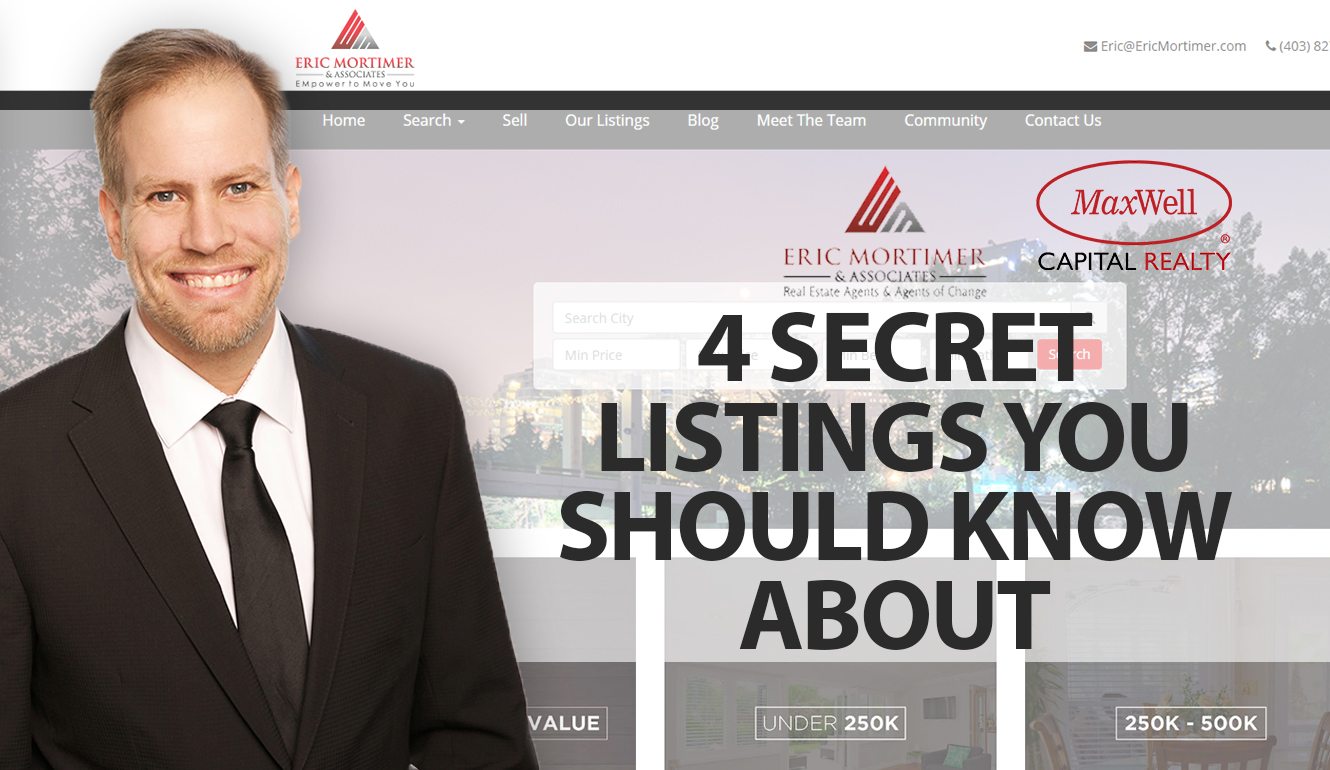 ERIC MORTIMER
& ASSOCIATES
EMpower to Move You
Eric@EricMortimer.com
(403) 82
Home Search Sell Our Listings Blog Meet The Team Community Contact Us
ERIC MORTIMER
& ASSOCIATES
Real Estate Agents & Agents of Change
MaxWell
®
CAPITAL REALTY
Search City
Min Price
Search
4 SECRET
LISTINGS YOU
SHOULD KNOW
ABOUT
VALUE
UNDER 250K
250K - 500K